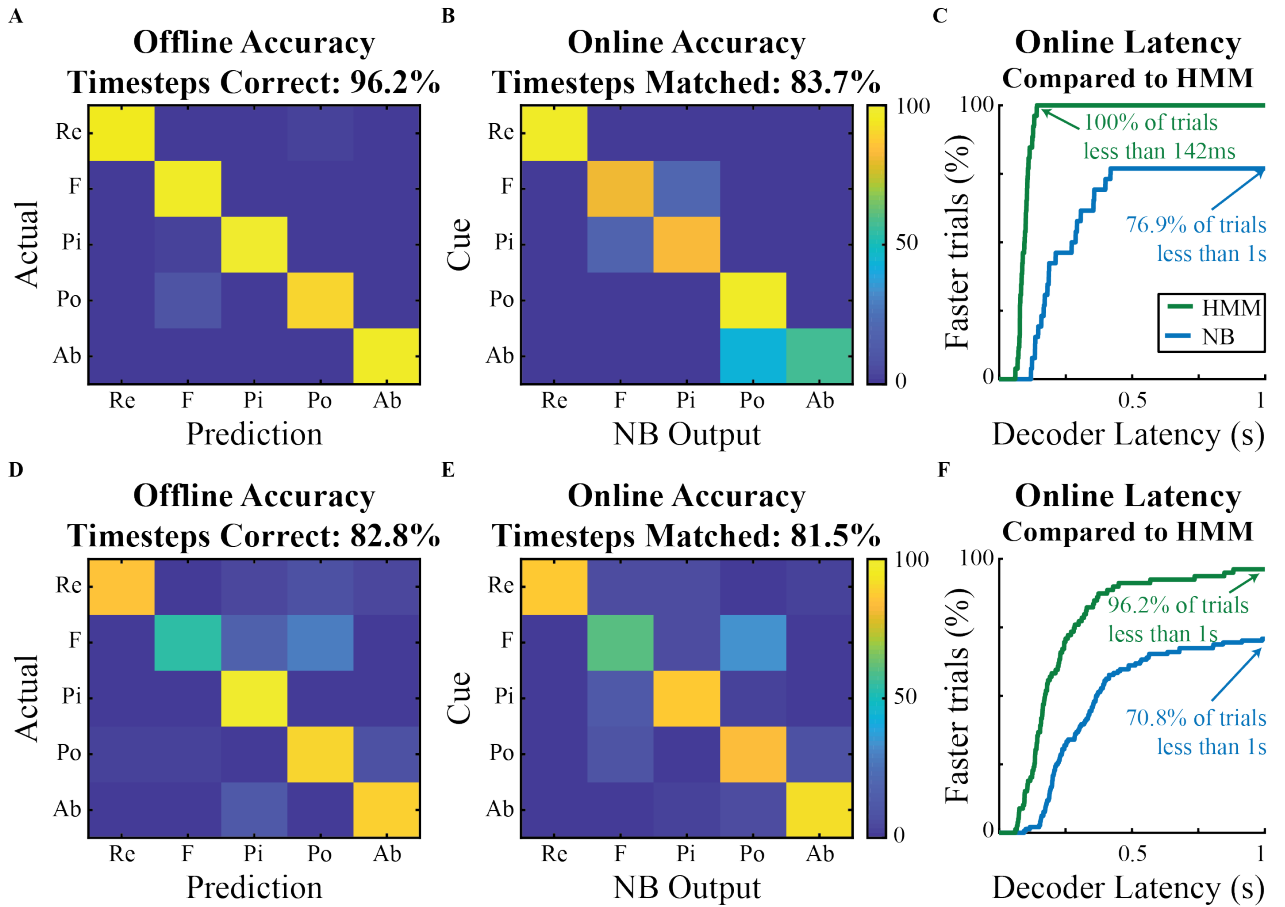 A
Offline Accuracy
Timesteps Correct: 96.2%
Actual
Re
F
Pi
Po
Ab
Re F Pi Po Ab
Prediction
B
Online Accuracy
Timesteps Matched: 83.7%
Cue
Re
F
Pi
Po
Ab
Re F Pi Po Ab
NB Output
100
50
0
C
Online Latency
Compared to HMM
Faster trials (%)
100
0
100% of trials
less than 142ms
76.9% of trials
less than 1s
HMM
NB
0.5 1
Decoder Latency (s)
D
Offline Accuracy
Timesteps Correct: 82.8%
Actual
Re
F
Pi
Po
Ab
Re F Pi Po Ab
Prediction
E
Online Accuracy
Timesteps Matched: 81.5%
Cue
Re
F
Pi
Po
Ab
Re F Pi Po Ab
NB Output
100
50
0
F
Online Latency
Compared to HMM
Faster trials (%)
100
0
96.2% of trials
less than 1s
70.8% of trials
less than 1s
0.5 1
Decoder Latency (s)